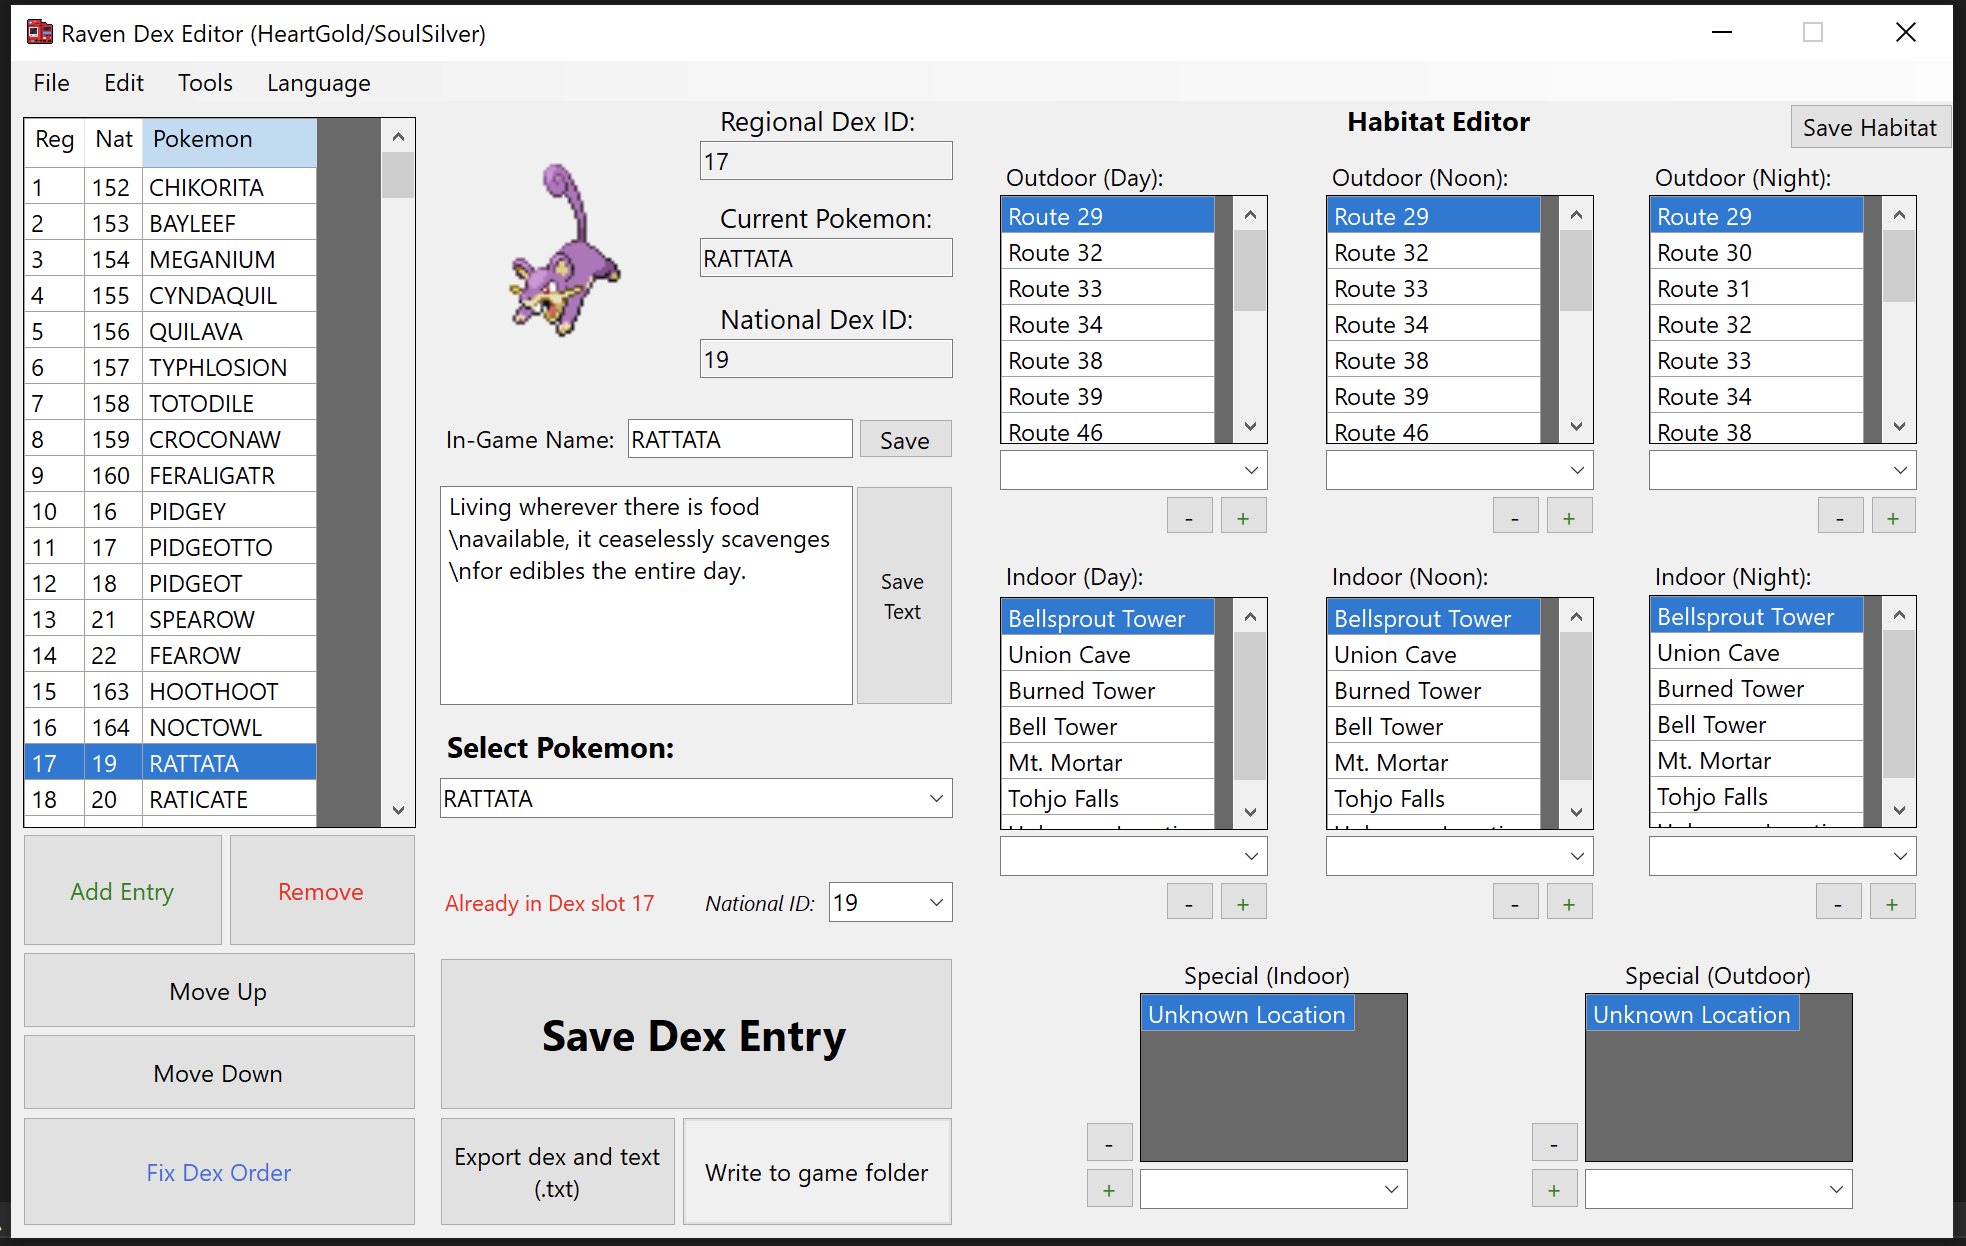 Raven Dex Editor (HeartGold/SoulSilver)
File Edit Tools Language
Reg Nat Pokemon
1 152 CHIKORITA
2 153 BAYLEEF
3 154 MEGANIUM
4 155 CYNDAQUIL
5 156 QUILAVA
6 157 TYPHLOSION
7 158 TOTODILE
8 159 CROCONAW
9 160 FERALIGATR
10 16 PIDGEY
11 17 PIDGEOTTO
12 18 PIDGEOT
13 21 SPEAROW
14 22 FEAROW
15 163 HOOTHOOT
16 164 NOCTOWL
17 19 RATTATA
18 20 RATICATE
Add Entry
Remove
Move Up
Move Down
Fix Dex Order
Regional Dex ID:
17
Current Pokemon:
RATTATA
National Dex ID:
19
In-Game Name: RATTATA Save
Living wherever there is food
\navailable, it ceaselessly scavenges
\nfor edibles the entire day.
Save
Text
Select Pokemon:
RATTATA
Already in Dex slot 17
National ID: 19
Save Dex Entry
Export dex and text
(.txt)
Write to game folder
Habitat Editor
Save Habitat
Outdoor (Day):
Route 29
Route 32
Route 33
Route 34
Route 38
Route 39
Route 46
- +
Outdoor (Noon):
Route 29
Route 32
Route 33
Route 34
Route 38
Route 39
Route 46
- +
Outdoor (Night):
Route 29
Route 30
Route 31
Route 32
Route 33
Route 34
Route 38
- +
Indoor (Day):
Bellsprout Tower
Union Cave
Burned Tower
Bell Tower
Mt. Mortar
Tohjo Falls
- +
Indoor (Noon):
Bellsprout Tower
Union Cave
Burned Tower
Bell Tower
Mt. Mortar
Tohjo Falls
- +
Indoor (Night):
Bellsprout Tower
Union Cave
Burned Tower
Bell Tower
Mt. Mortar
Tohjo Falls
- +
Special (Indoor)
Unknown Location
-
+
Special (Outdoor)
Unknown Location
-
+